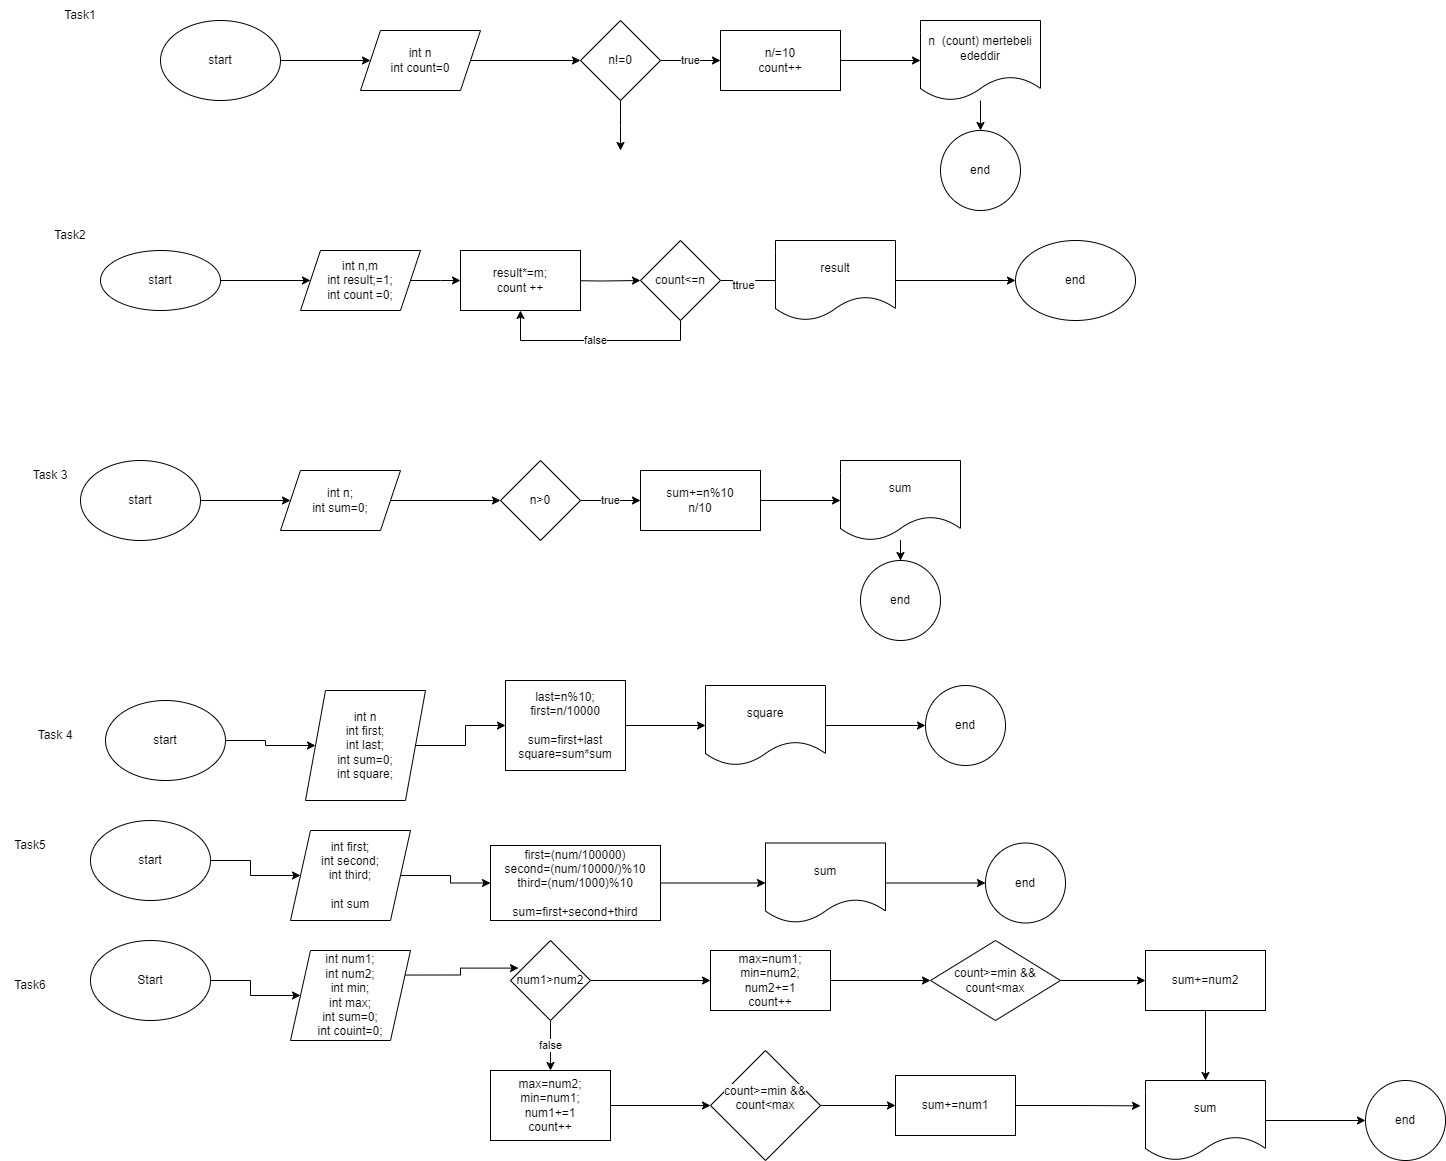 Task1
start
int n
int count=0
n!=0
true
n/=10
count++
n (count) mertebeli
ededdir
end
Task2
start
int n,m
int result;=1;
int count =0;
result*=m;
count ++
count<=n
ttrue
false
result
end
Task 3
start
int n;
int sum=0;
n>0
true
sum+=n%10
n/10
sum
end
Task 4
start
int n
int first;
int last;
int sum=0;
int square;
last=n%10;
first=n/10000
sum=first+last
square=sum*sum
square
end
Task5
start
int first;
int second;
int third;
int sum
first=(num/100000)
second=(num/10000/)%10
third=(num/1000)%10
sum=first+second+third
sum
end
Task6
Start
int num1;
int num2;
int min;
int max;
int sum=0;
int couint=0;
num1>num2
max=num1;
min=num2;
num2+=1
count++
count>=min &&
count<max
sum+=num2
false
max=num2;
min=num1;
num1+=1
count++
count>=min &&
count<max
sum+=num1
sum
end